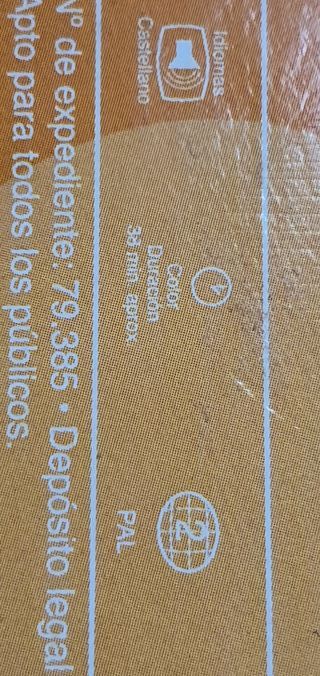 Idiomas
Castellano
Color
Duración
39 min. aprox.
2
PAL
Nº de expediente: 79.385 • Depósito legal
Apto para todos los públicos.